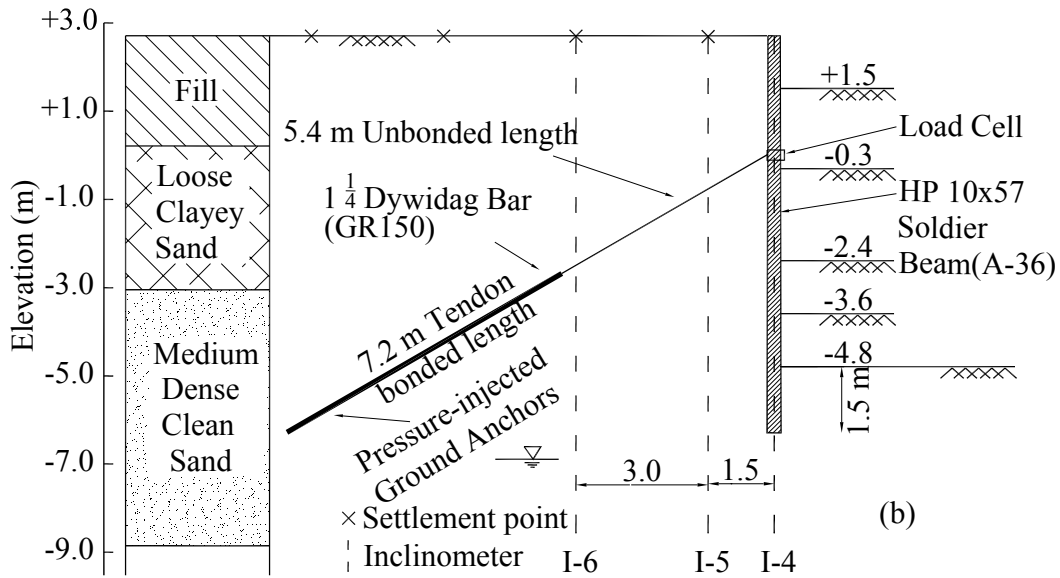 +3.0
+1.0
-1.0
-3.0
-5.0
-7.0
-9.0
Elevation (m)
Fill
Loose
Clayey
Sand
Medium
Dense
Clean
Sand
5.4 m Unbonded length
1 1/4 Dywidag Bar
(GR150)
7.2 m Tendon
bonded length
Pressure-injected
Ground Anchors
× Settlement point
Inclinometer
3.0
1.5
I-6
I-5
I-4
+1.5
Load Cell
-0.3
HP 10x57
Soldier
Beam(A-36)
-2.4
-3.6
-4.8
1.5 m
(b)